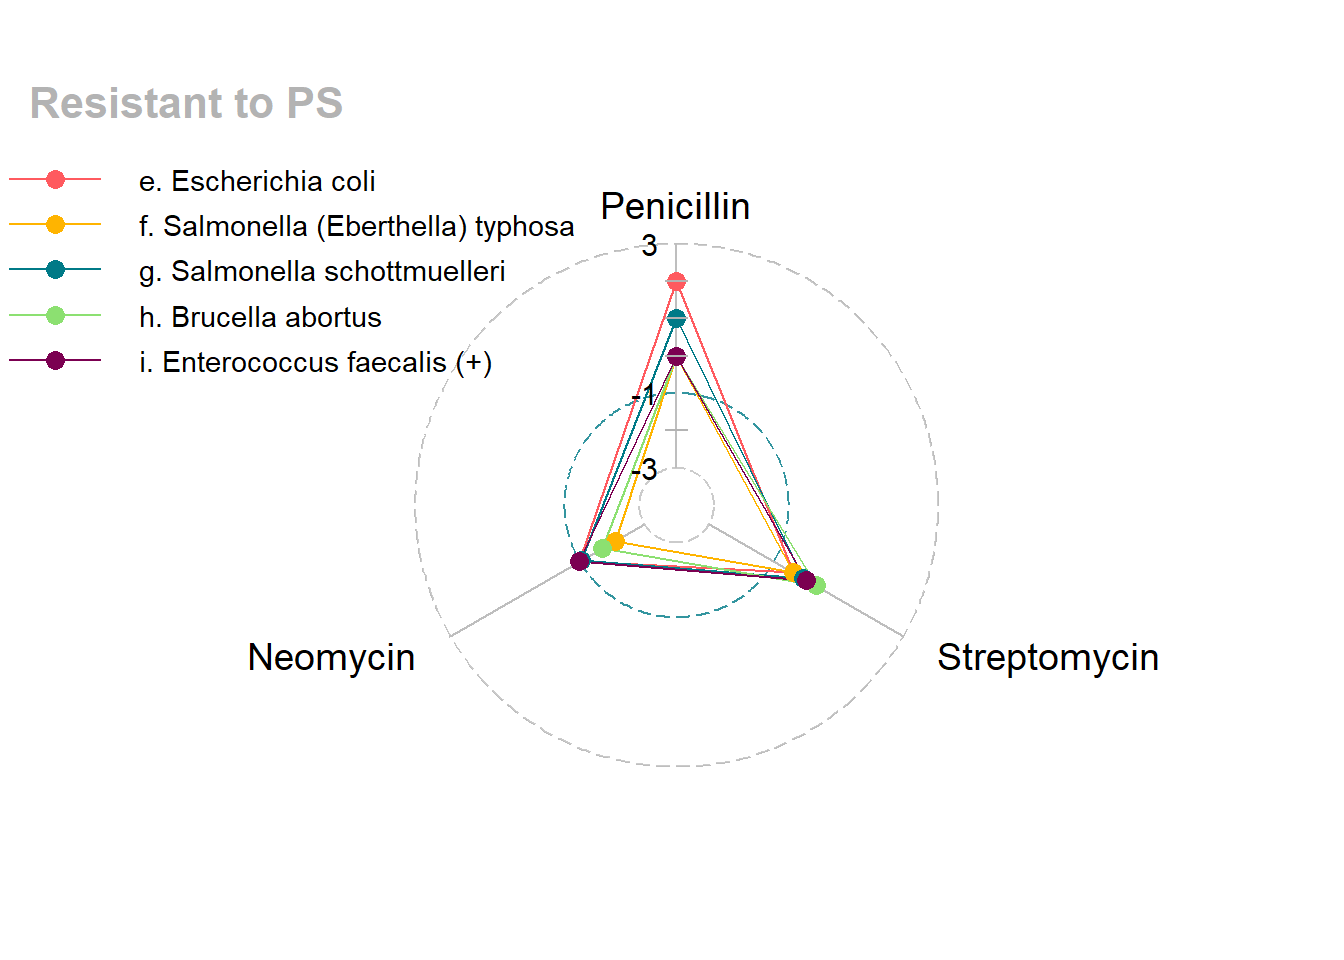 Resistant to PS
e. Escherichia coli
f. Salmonella (Eberthella) typhosa
g. Salmonella schottmuelleri
h. Brucella abortus
i. Enterococcus faecalis (+)
Penicillin
3
-1
-3
Neomycin
Streptomycin